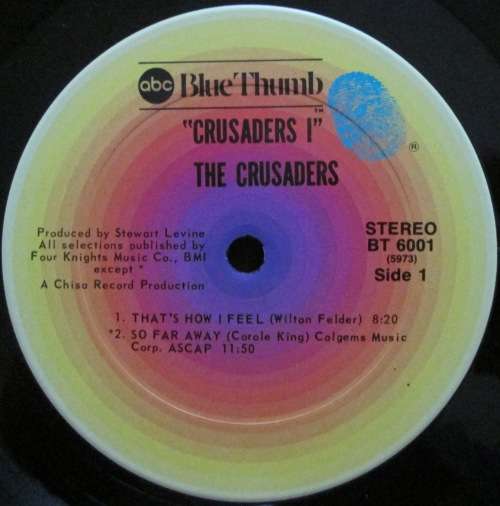 abc Blue Thumb ™
"CRUSADERS I" ®
THE CRUSADERS
Produced by Stewart Levine
All selections published by
Four Knights Music Co., BMI
except *
A Chisa Record Production
STEREO
BT 6001
(5973)
Side 1
1. THAT'S HOW I FEEL (Wilton Felder) 8:20
*2. SO FAR AWAY (Carole King) Colgems Music
Corp. ASCAP 11:50